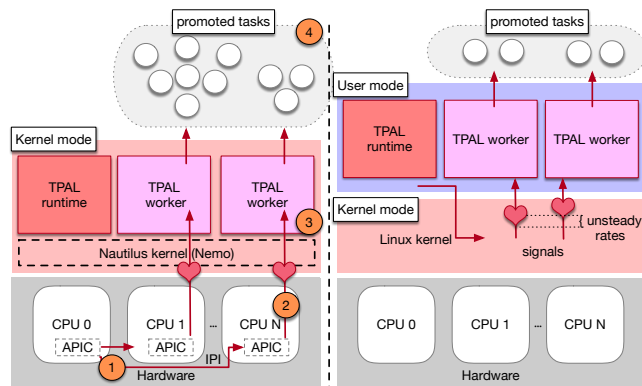 promoted tasks
4
Kernel mode
TPAL
runtime
TPAL
worker
TPAL
worker
3
Nautilus kernel (Nemo)
2
CPU 0
CPU 1
...
CPU N
APIC
APIC
APIC
1
IPI
Hardware
promoted tasks
User mode
TPAL
runtime
TPAL worker
TPAL worker
Kernel mode
Linux kernel
signals
{ unsteady
rates
CPU 0
CPU 1
...
CPU N
Hardware